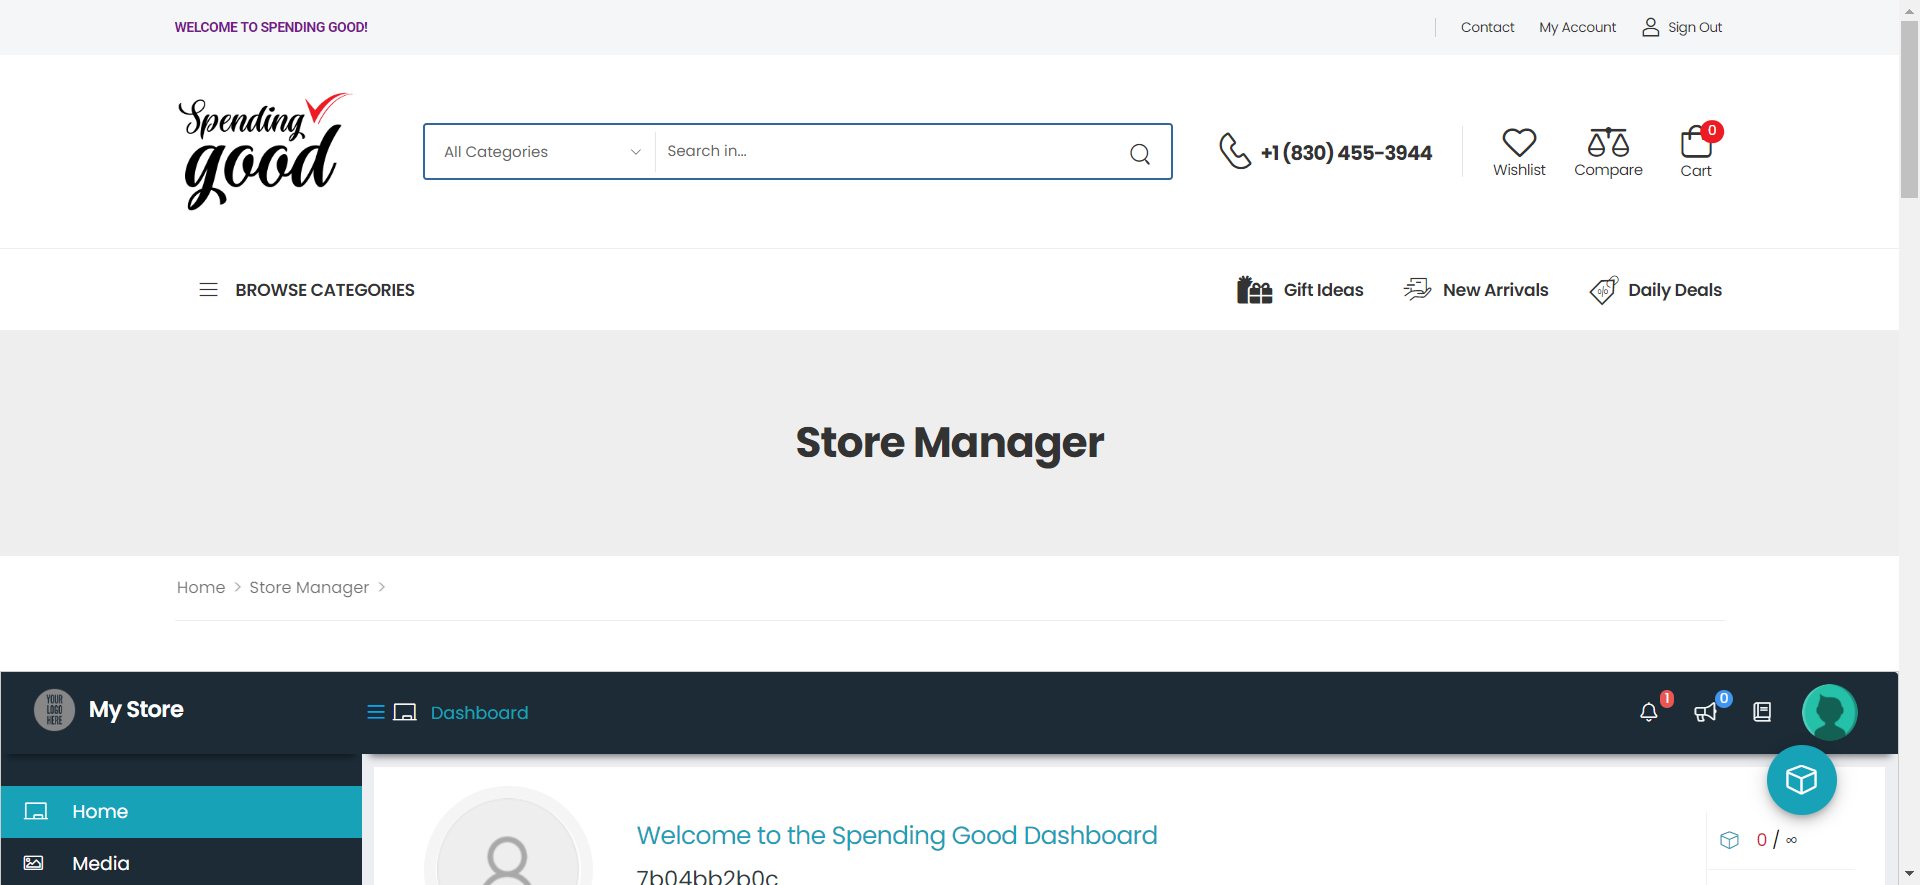 WELCOME TO SPENDING GOOD!
Contact
My Account
Sign Out
Spending
good
All Categories
Search in...
+1 (830) 455-3944
Wishlist
Compare
0
Cart
BROWSE CATEGORIES
Gift Ideas
New Arrivals
Daily Deals
Store Manager
Home > Store Manager >
YOUR
LOGO
HERE
My Store
Dashboard
1
0
Home
Media
Welcome to the Spending Good Dashboard
7b04bb2b0c
0 / ∞